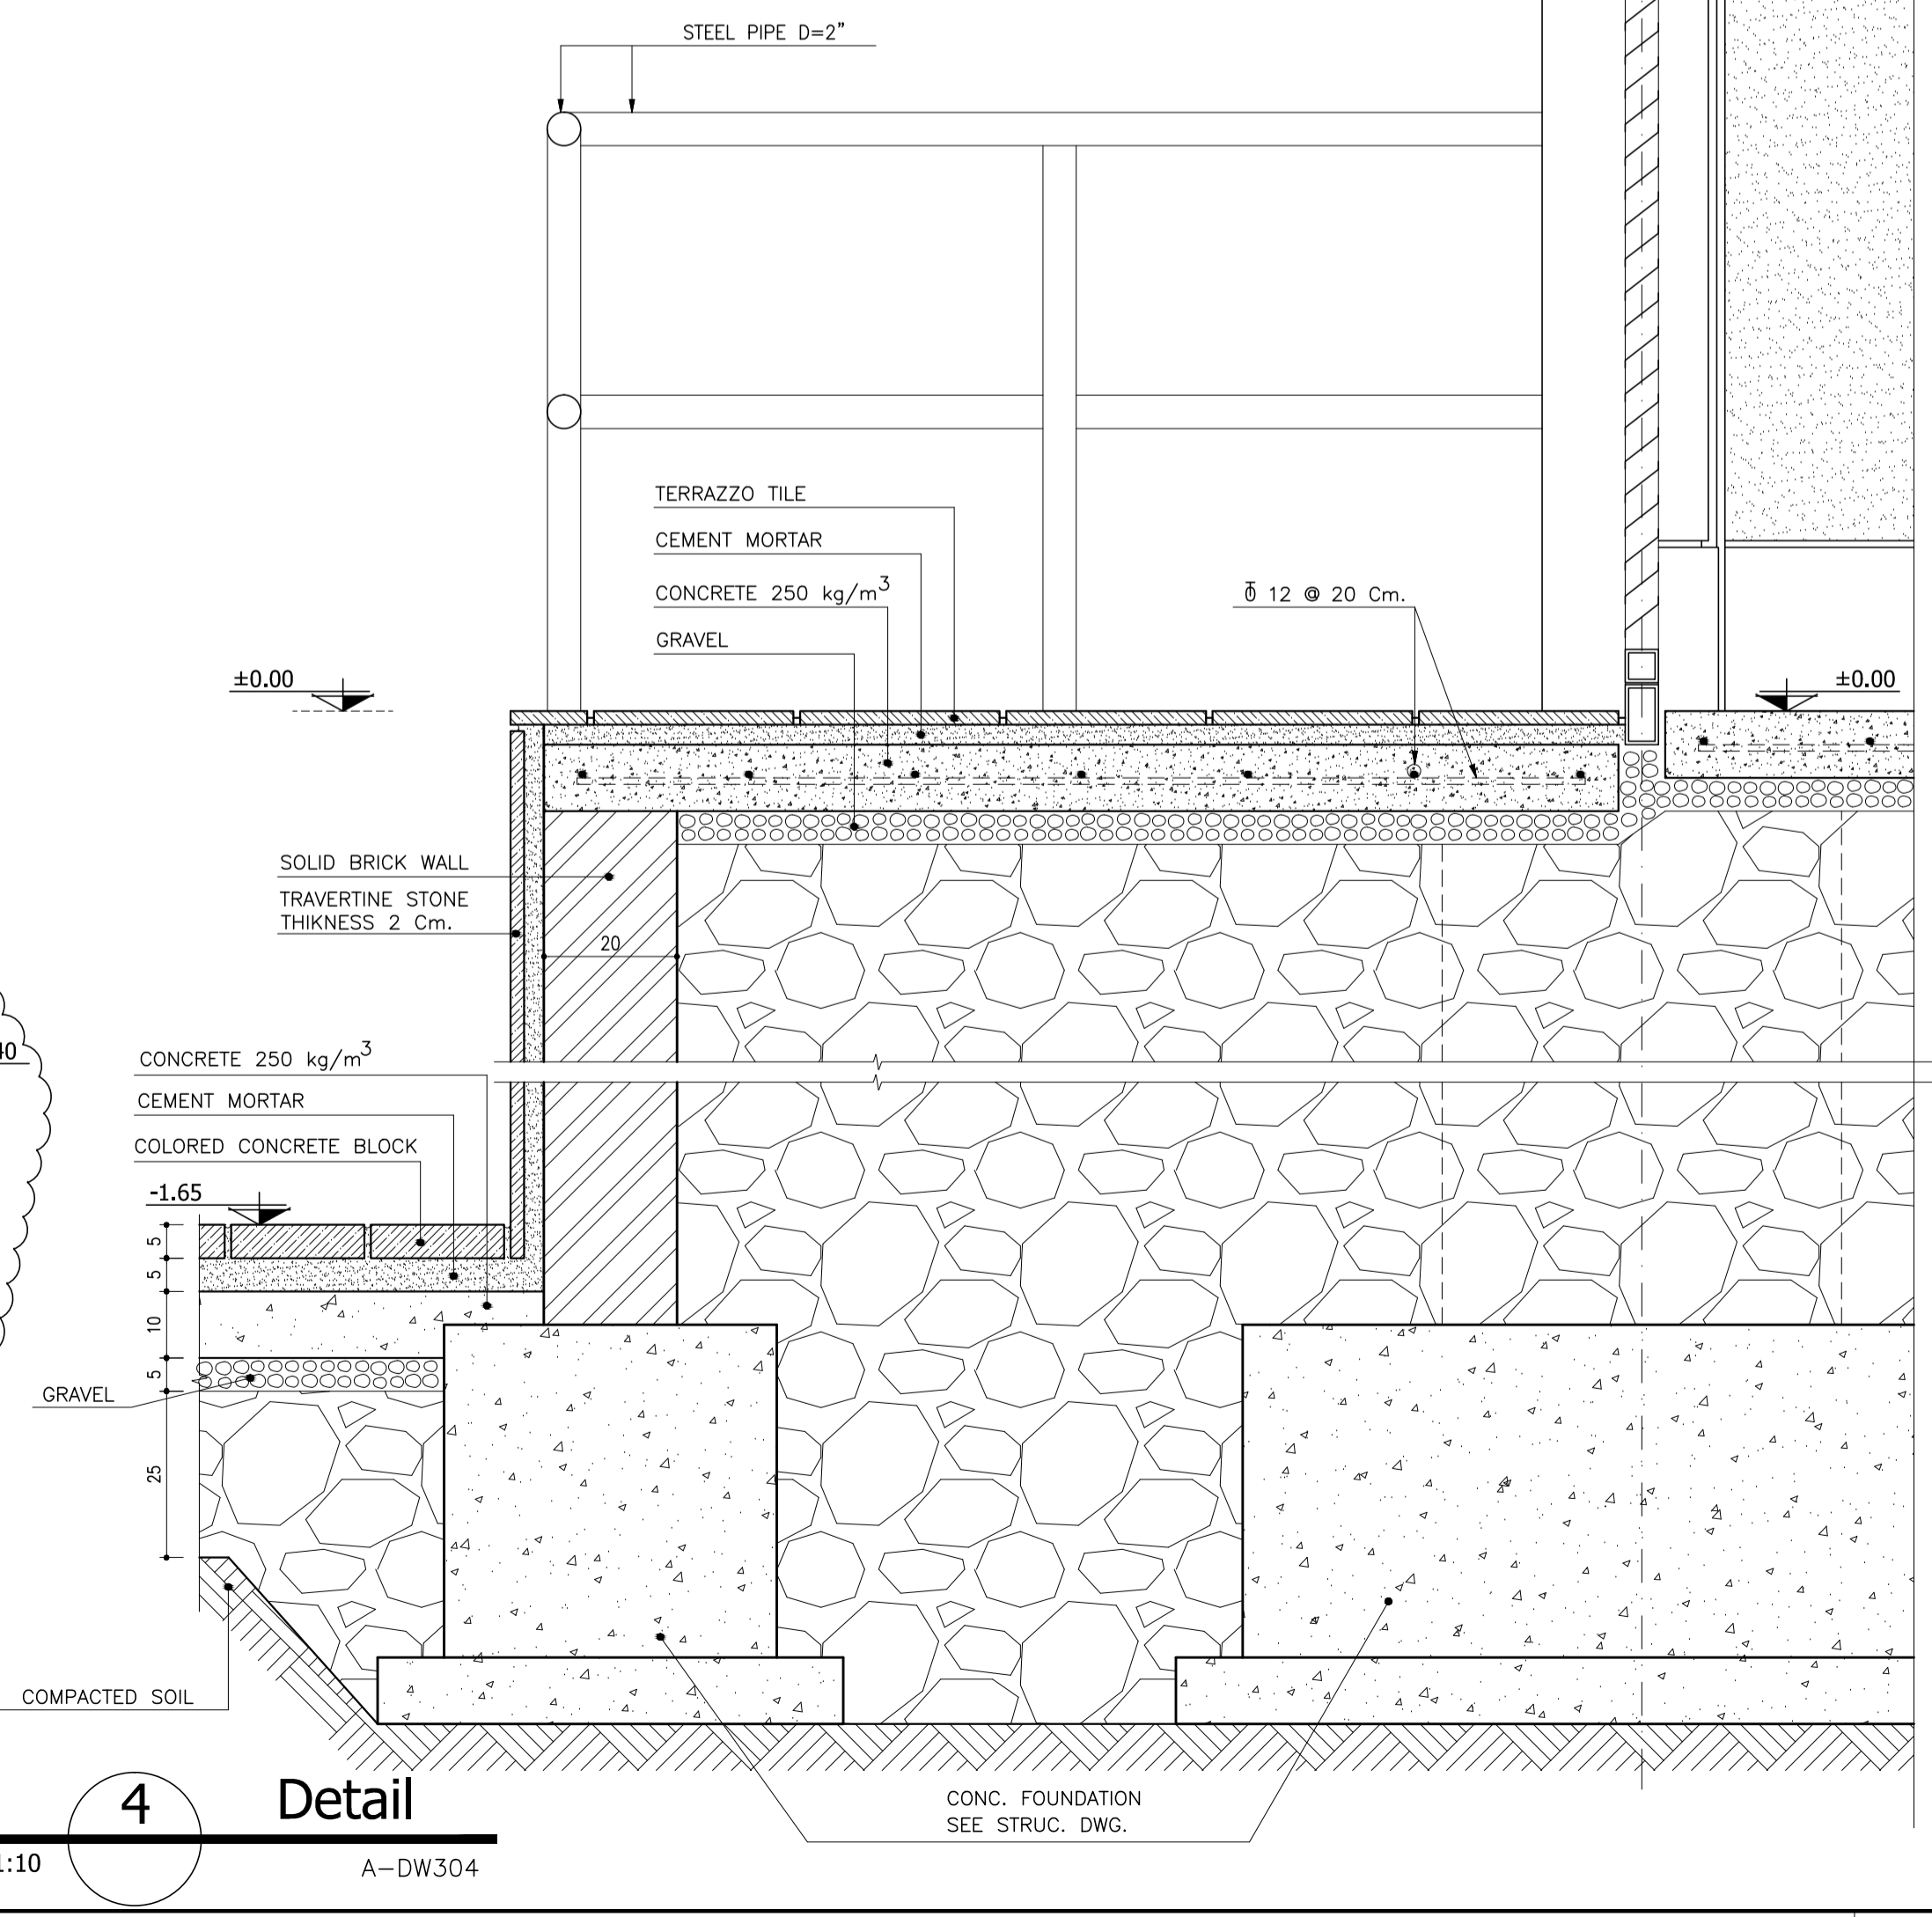 STEEL PIPE D=2"
TERRAZZO TILE
CEMENT MORTAR
CONCRETE 250 kg/m³
GRAVEL
12 @ 20 Cm.
±0.00
±0.00
SOLID BRICK WALL
TRAVERTINE STONE
THIKNESS 2 Cm.
20
CONCRETE 250 kg/m³
CEMENT MORTAR
COLORED CONCRETE BLOCK
-1.65
5
5
10
5
25
GRAVEL
COMPACTED SOIL
CONC. FOUNDATION
SEE STRUC. DWG.
4
Detail
:10
A-DW304